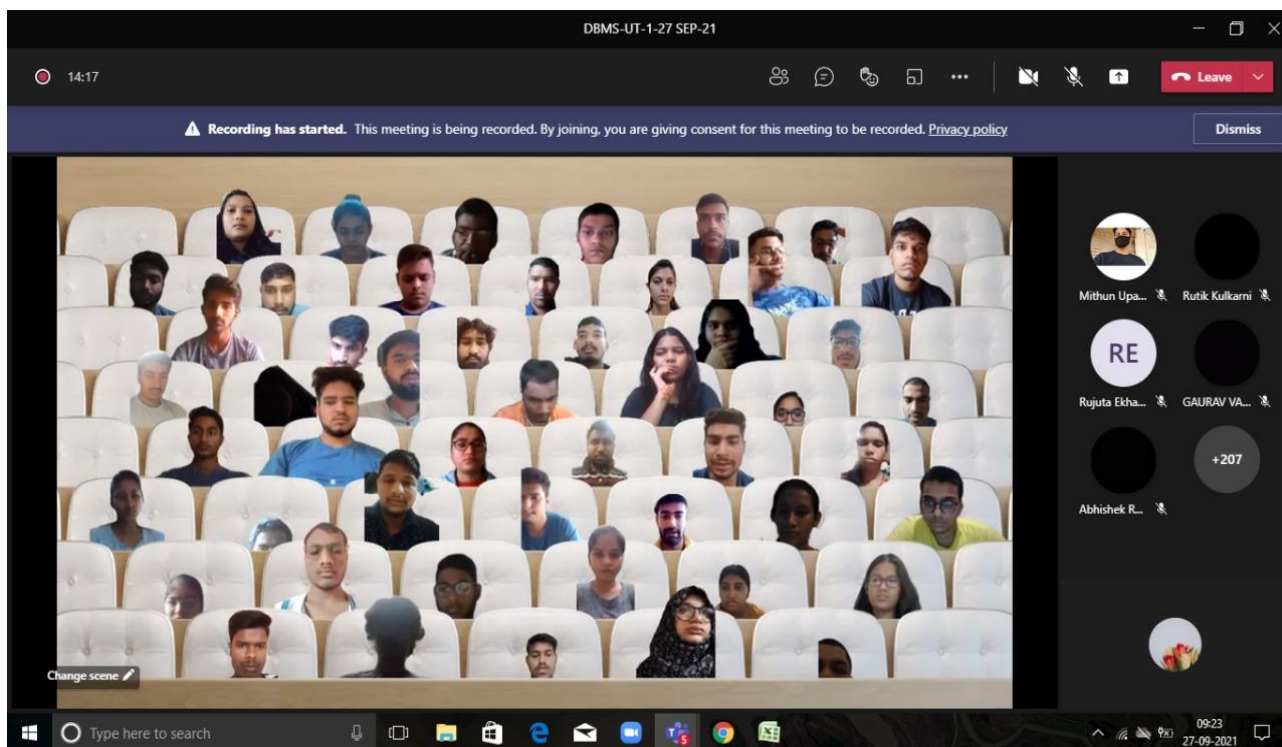 DBMS-UT-1-27 SEP-21
14:17
Leave
Recording has started. This meeting is being recorded. By joining, you are giving consent for this meeting to be recorded. Privacy policy
Dismiss
Mithun Upa...
Rutik Kulkarni
RE
Rujuta Ekha...
GAURAV VA...
Abhishek R...
+207
Change scene
Type here to search
09:23
27-09-2021